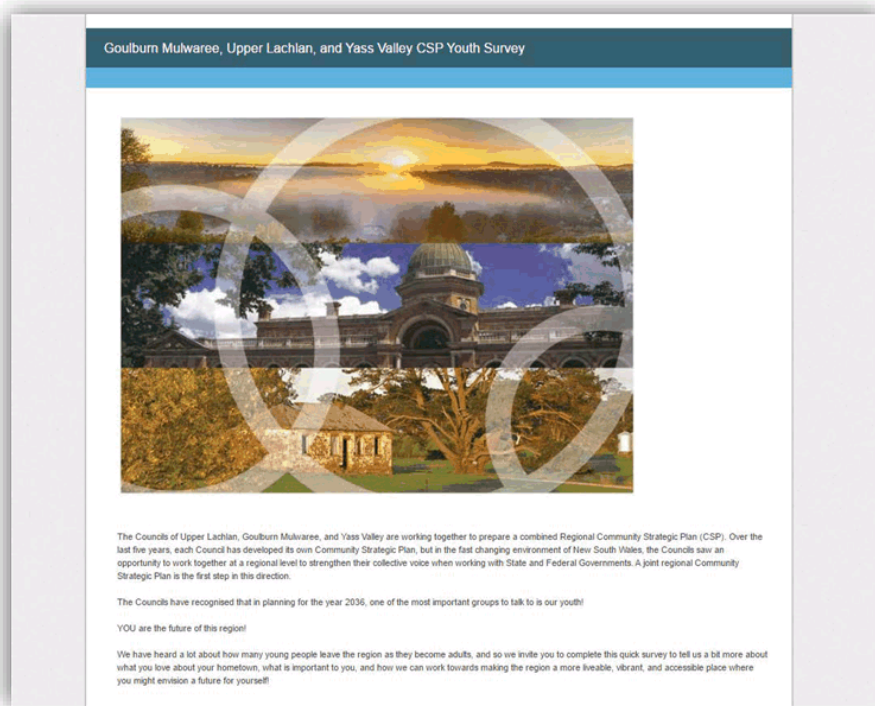 Goulburn Mulwaree, Upper Lachlan, and Yass Valley CSP Youth Survey
The Councils of Upper Lachlan, Goulburn Mulwaree, and Yass Valley are working together to prepare a combined Regional Community Strategic Plan (CSP). Over the
last five years, each Council has developed its own Community Strategic Plan, but in the fast changing environment of New South Wales, the Councils saw an
opportunity to work together at a regional level to strengthen their collective voice when working with State and Federal Governments. A joint regional Community
Strategic Plan is the first step in this direction.
The Councils have recognised that in planning for the year 2036, one of the most important groups to talk to is our youth!
YOU are the future of this region!
We have heard a lot about how many young people leave the region as they become adults, and so we invite you to complete this quick survey to tell us a bit more about
what you love about your hometown, what is important to you, and how we can work towards making the region a more liveable, vibrant, and accessible place where
you might envision a future for yourself!